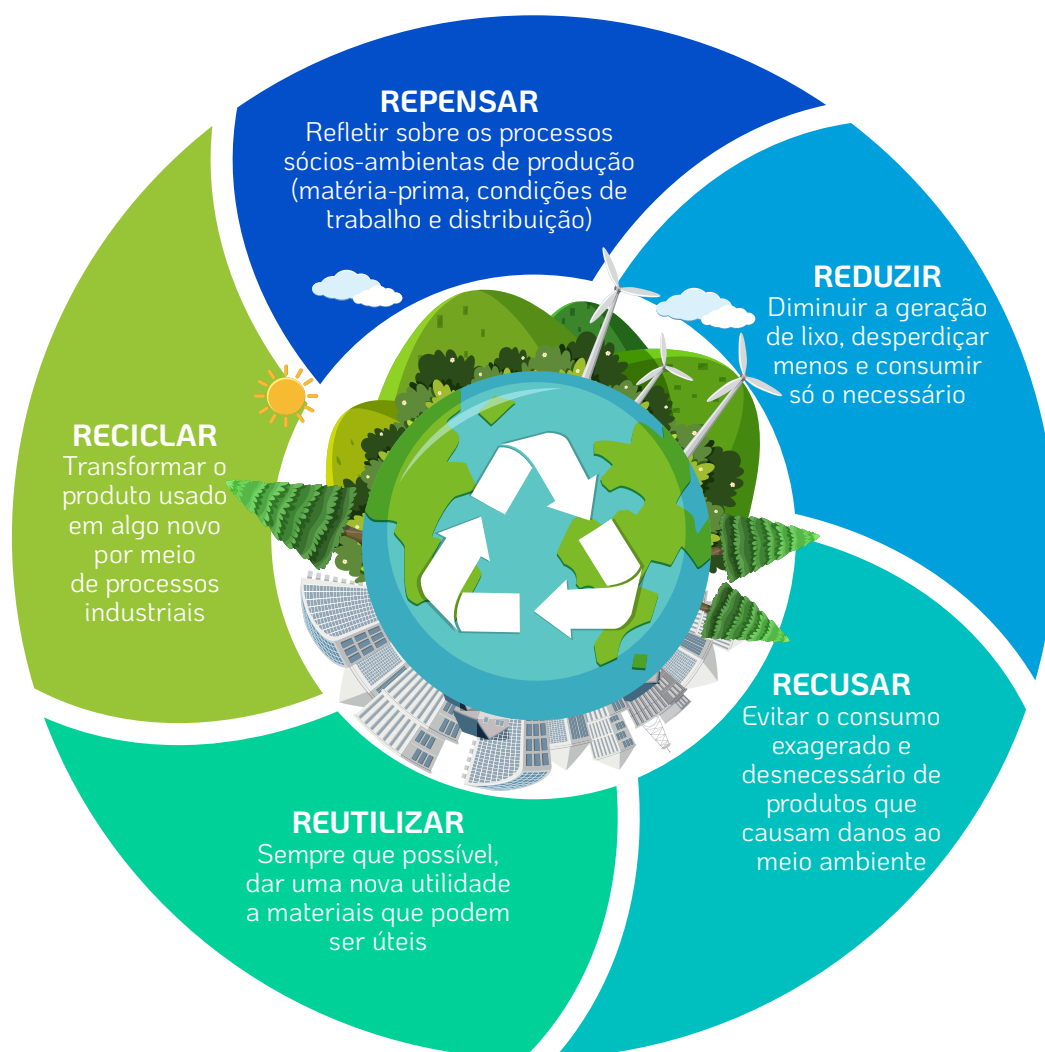 REPENSAR
Refletir sobre os processos
sócios-ambientas de produção
(matéria-prima, condições de
trabalho e distribuição)
REDUZIR
Diminuir a geração
de lixo, desperdiçar
menos e consumir
só o necessário
RECUSAR
Evitar o consumo
exagerado e
desnecessário de
produtos que
causam danos ao
meio ambiente
REUTILIZAR
Sempre que possível,
dar uma nova utilidade
a materiais que podem
ser úteis
RECICLAR
Transformar o
produto usado
em algo novo
por meio
de processos
industriais